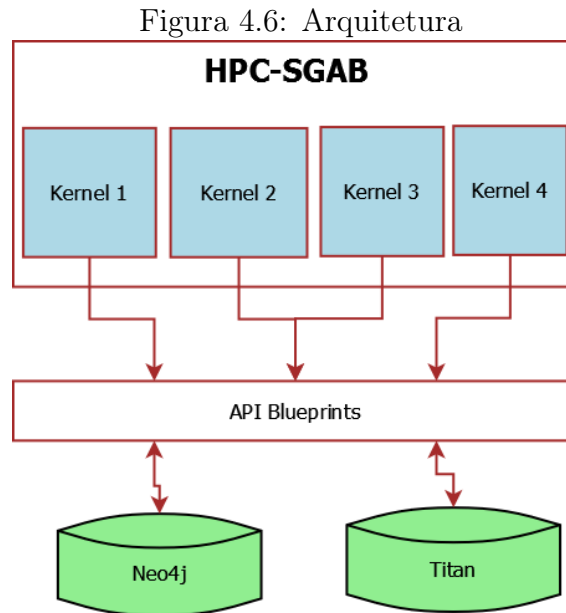 Figura 4.6: Arquitetura
HPC-SGAB
Kernel 1
Kernel 2
Kernel 3
Kernel 4
API Blueprints
Neo4j
Titan